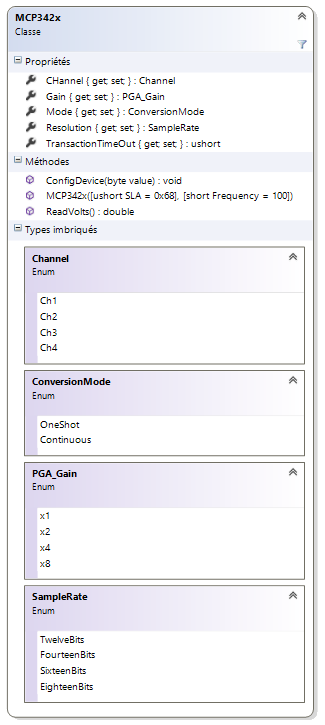 MCP342x
Classe
Propriétés
CHannel { get; set; } : Channel
Gain { get; set; } : PGA_Gain
Mode { get; set; } : ConversionMode
Resolution { get; set; } : SampleRate
TransactionTimeOut { get; set; } : ushort
Méthodes
ConfigDevice(byte value) : void
MCP342x([ushort SLA = 0x68], [short Frequency = 100])
ReadVolts() : double
Types imbriqués
Channel
Enum
Ch1
Ch2
Ch3
Ch4
ConversionMode
Enum
OneShot
Continuous
PGA_Gain
Enum
x1
x2
x4
x8
SampleRate
Enum
TwelveBits
FourteenBits
SixteenBits
EighteenBits